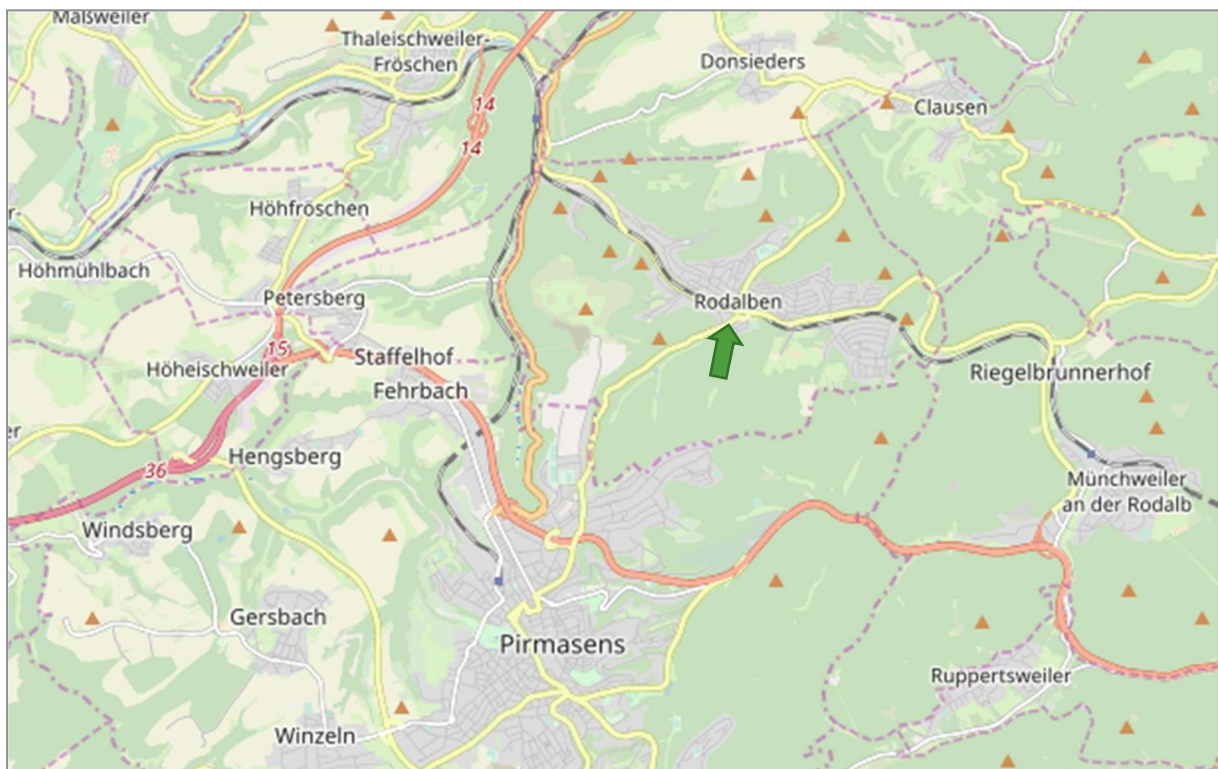 Maßweiler
Thaleischweiler-
Fröschen
Donsieders
Clausen
14
14
Höhfröschen
Höhmühlbach
Petersberg
Rodalben
15
Staffelhof
Höheischweiler
Fehrbach
Riegelbrunnerhof
Hengsberg
36
Münchweiler
an der Rodalb
Windsberg
Gersbach
Pirmasens
Ruppertsweiler
Winzeln